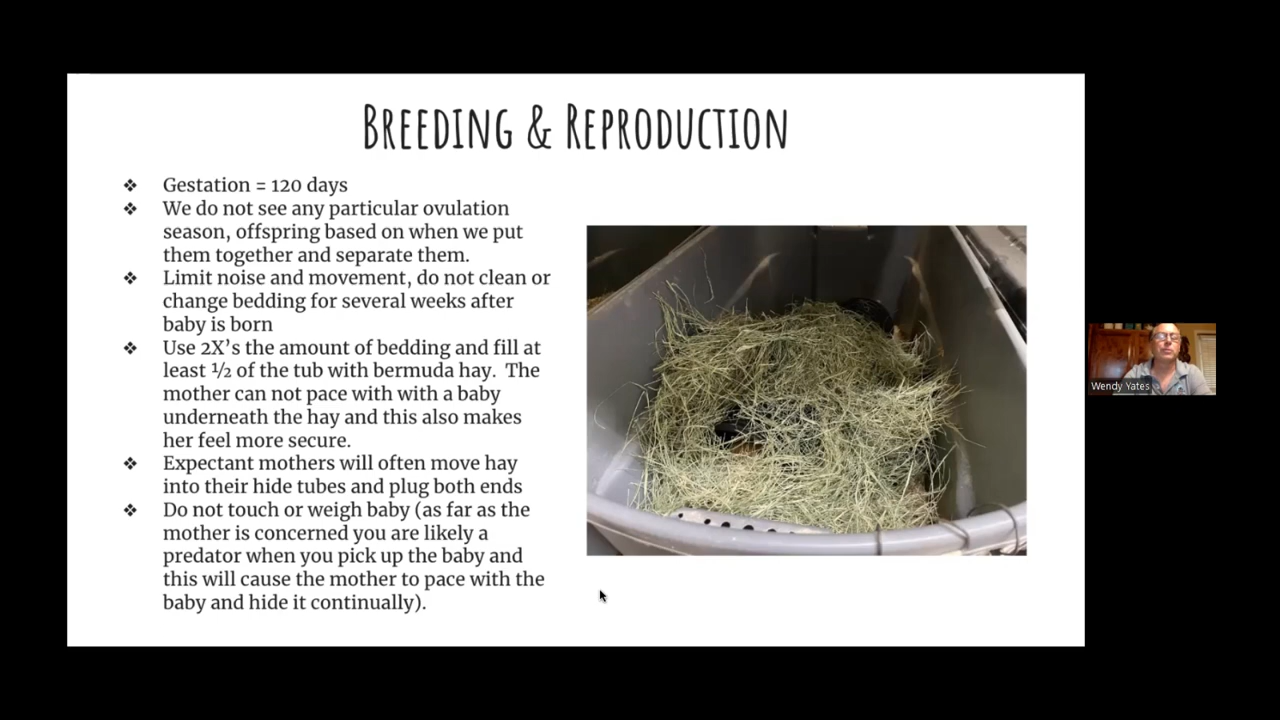 BREEDING & REPRODUCTION
❖ Gestation = 120 days
❖ We do not see any particular ovulation
season, offspring based on when we put
them together and separate them.
❖ Limit noise and movement, do not clean or
change bedding for several weeks after
baby is born
❖ Use 2X’s the amount of bedding and fill at
least ½ of the tub with bermuda hay.  The
mother can not pace with with a baby
underneath the hay and this also makes
her feel more secure.
❖ Expectant mothers will often move hay
into their hide tubes and plug both ends
❖ Do not touch or weigh baby (as far as the
mother is concerned you are likely a
predator when you pick up the baby and
this will cause the mother to pace with the
baby and hide it continually).
Wendy Yates